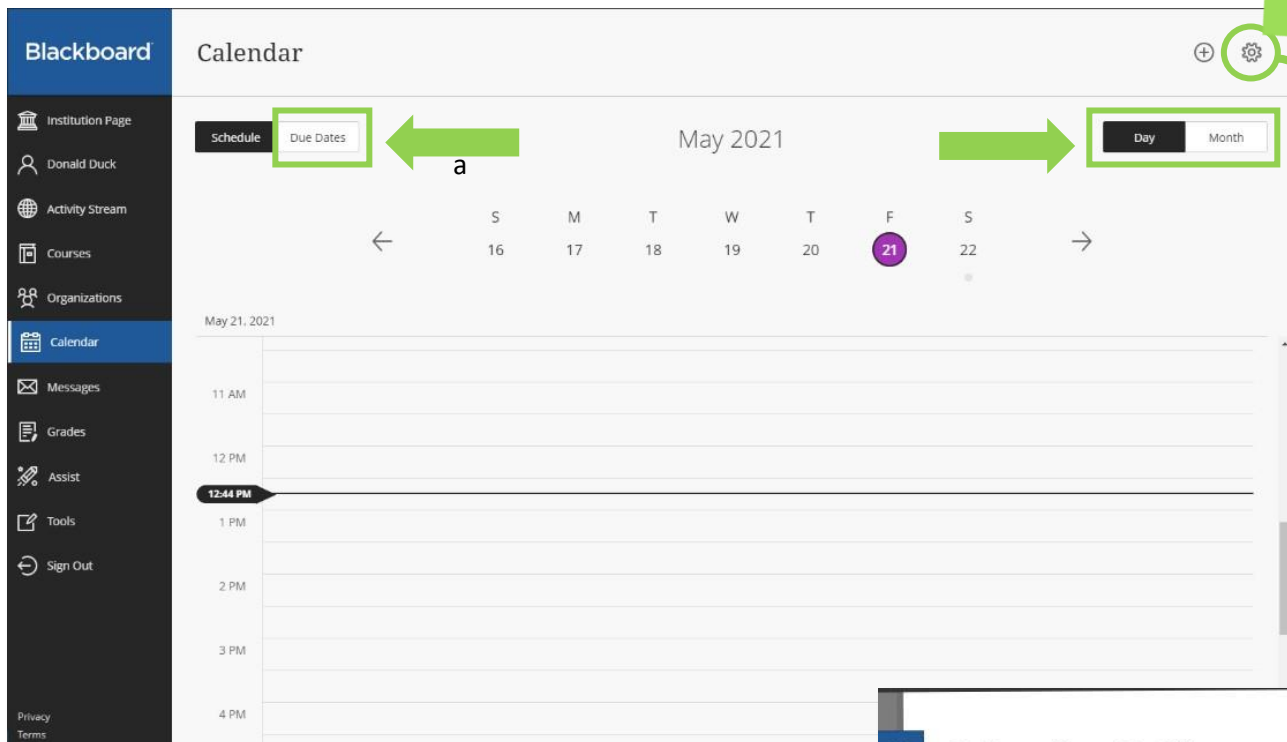 Blackboard
Calendar
Institution Page
Donald Duck
Activity Stream
Courses
Organizations
Calendar
Messages
Grades
Assist
Tools
Sign Out
Privacy
Terms
Schedule Due Dates
a
May 2021
Day Month
S M T W T F S
16 17 18 19 20 21 22
May 21, 2021
11 AM
12 PM
12:44 PM
1 PM
2 PM
3 PM
4 PM